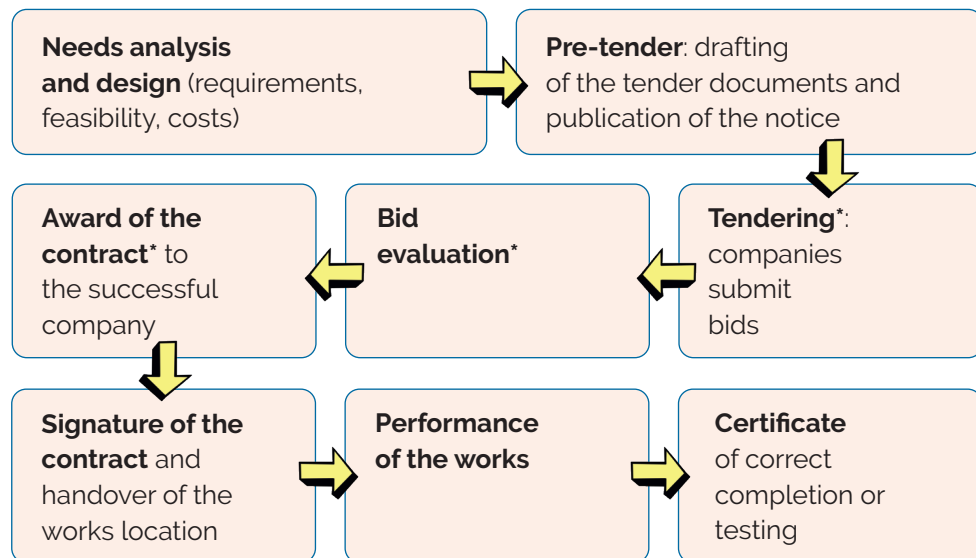 Needs analysis
and design (requirements,
feasibility, costs)
Pre-tender: drafting
of the tender documents and
publication of the notice
Tendering*:
companies
submit
bids
Bid
evaluation*
Award of the
contract* to
the successful
company
Signature of the
contract and
handover of the
works location
Performance
of the works
Certificate
of correct
completion or
testing